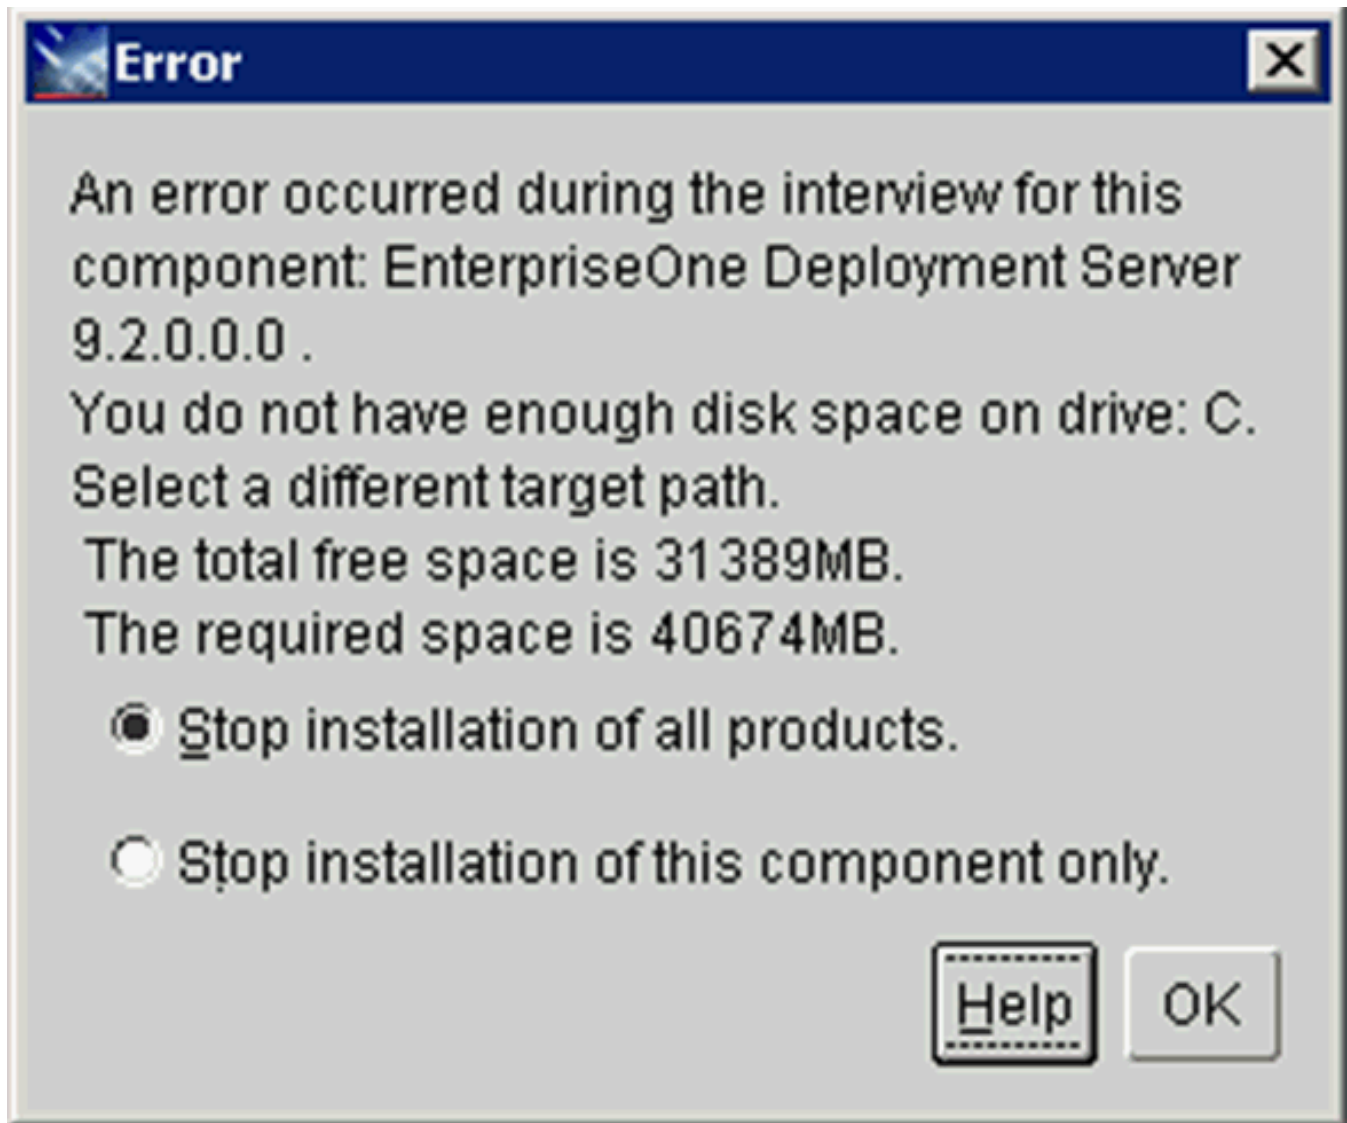 Error
An error occurred during the interview for this
component: EnterpriseOne Deployment Server
9.2.0.0.0 .
You do not have enough disk space on drive: C.
Select a different target path.
The total free space is 31389MB.
The required space is 40674MB.
Stop installation of all products.
Stop installation of this component only.
Help OK